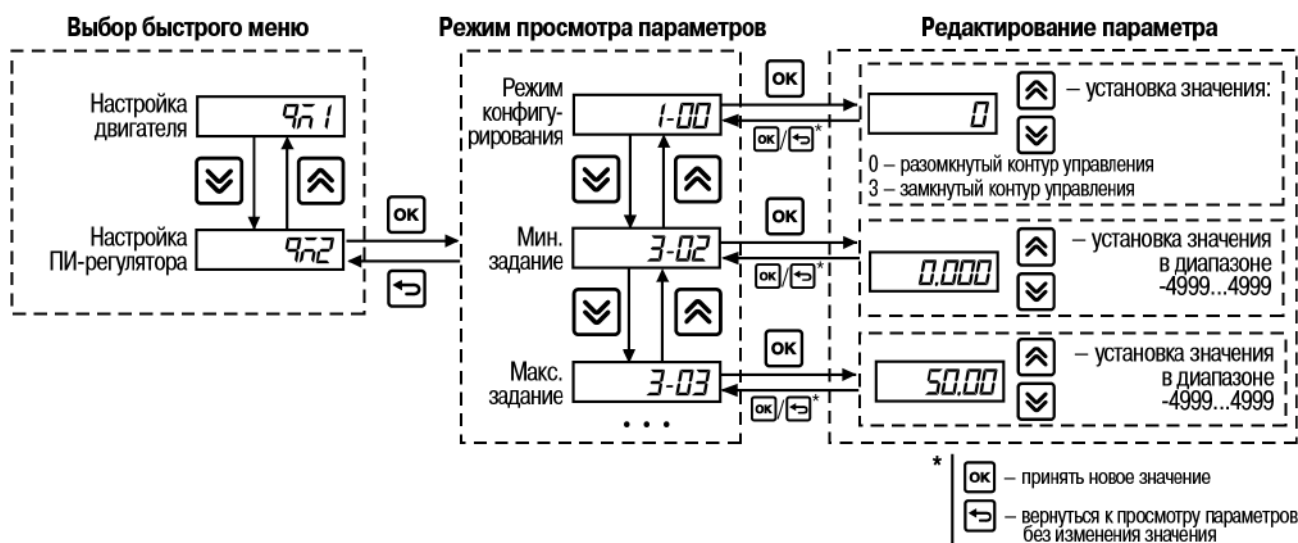 Выбор быстрого меню
Режим просмотра параметров
Редактирование параметра
Настройка
двигателя
qm1
Настройка
ПИ-регулятора
qm2
OK
Режим
конфигу-
рирования
1-00
Мин.
задание
3-02
Макс.
задание
3-03
. . .
OK
OK/ *
OK
OK/ *
OK
OK/ *
0
– установка значения:
0 – разомкнутый контур управления
3 – замкнутый контур управления
0.000
– установка значения
в диапазоне
-4999...4999
50.00
– установка значения
в диапазоне
-4999...4999
*
OK – принять новое значение
– вернуться к просмотру параметров
без изменения значения